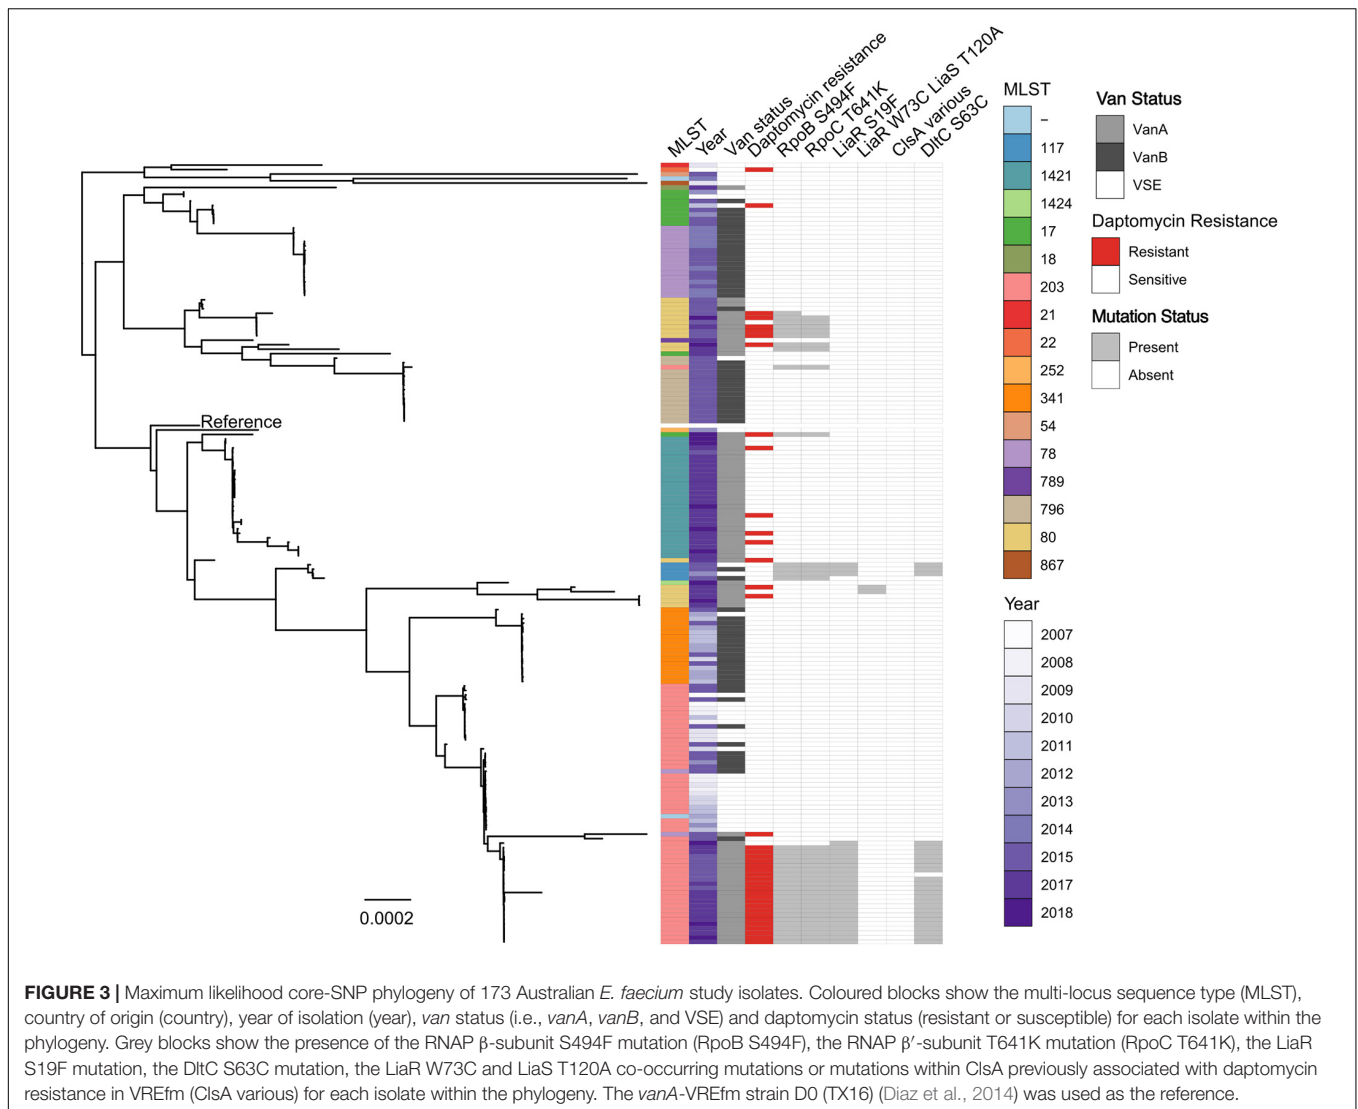 MLST
Year
Van status
Daptomycin resistance
RpoB S494F
RpoC T641K
LiaR S19F
LiaR W73C LiaS T120A
ClsA various
DltC S63C
Reference
0.0002
MLST
–
117
1421
1424
17
18
203
21
22
252
341
54
78
789
796
80
867
Year
2007
2008
2009
2010
2011
2012
2013
2014
2015
2017
2018
Van Status
VanA
VanB
VSE
Daptomycin Resistance
Resistant
Sensitive
Mutation Status
Present
Absent
FIGURE 3 | Maximum likelihood core-SNP phylogeny of 173 Australian E. faecium study isolates. Coloured blocks show the multi-locus sequence type (MLST),
country of origin (country), year of isolation (year), van status (i.e., vanA, vanB, and VSE) and daptomycin status (resistant or susceptible) for each isolate within the
phylogeny. Grey blocks show the presence of the RNAP β-subunit S494F mutation (RpoB S494F), the RNAP β′-subunit T641K mutation (RpoC T641K), the LiaR
S19F mutation, the DltC S63C mutation, the LiaR W73C and LiaS T120A co-occurring mutations or mutations within ClsA previously associated with daptomycin
resistance in VREfm (ClsA various) for each isolate within the phylogeny. The vanA-VREfm strain D0 (TX16) (Diaz et al., 2014) was used as the reference.